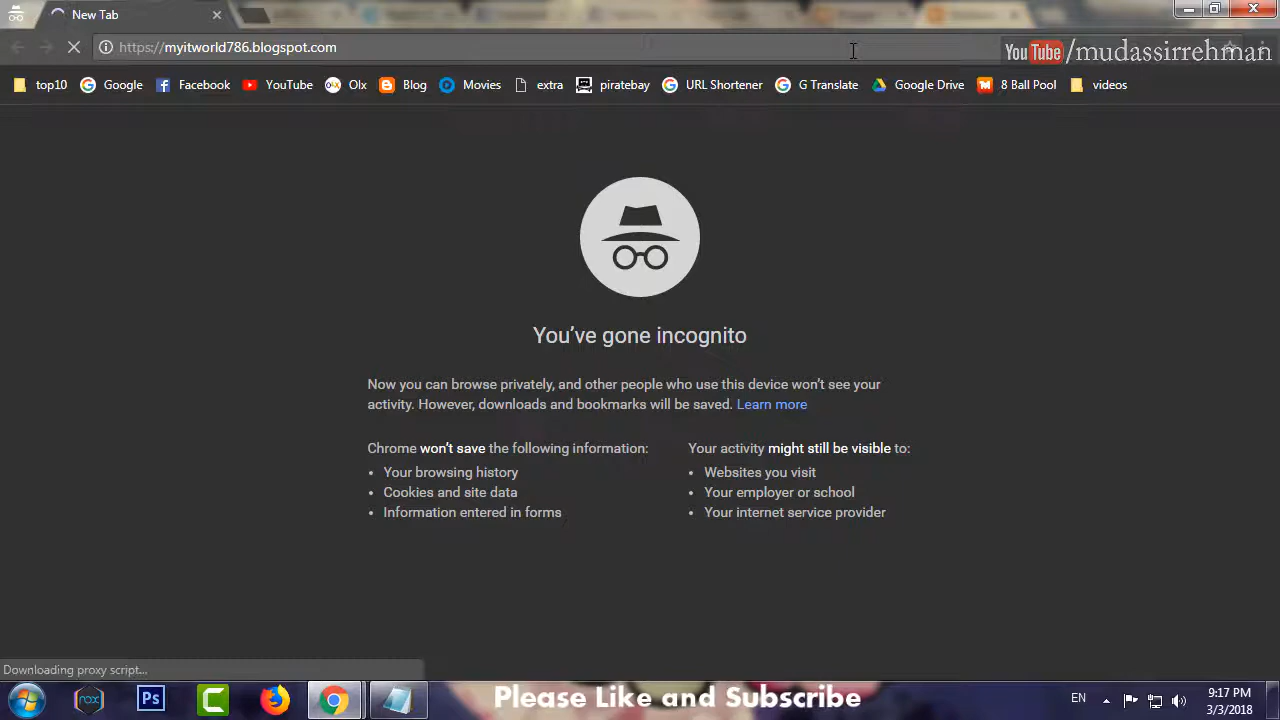 New Tab
https://myitworld786.blogspot.com
YouTube/mudassirrehman
top10 Google Facebook YouTube Olx Blog Movies extra piratebay URL Shortener G Translate Google Drive 8 Ball Pool videos
You've gone incognito
Now you can browse privately, and other people who use this device won't see your
activity. However, downloads and bookmarks will be saved. Learn more
Chrome won't save the following information:
Your browsing history
Cookies and site data
Information entered in forms
Your activity might still be visible to:
Websites you visit
Your employer or school
Your internet service provider
Downloading proxy script...
nox
Ps
Please Like and Subscribe
EN
9:17 PM
3/3/2018